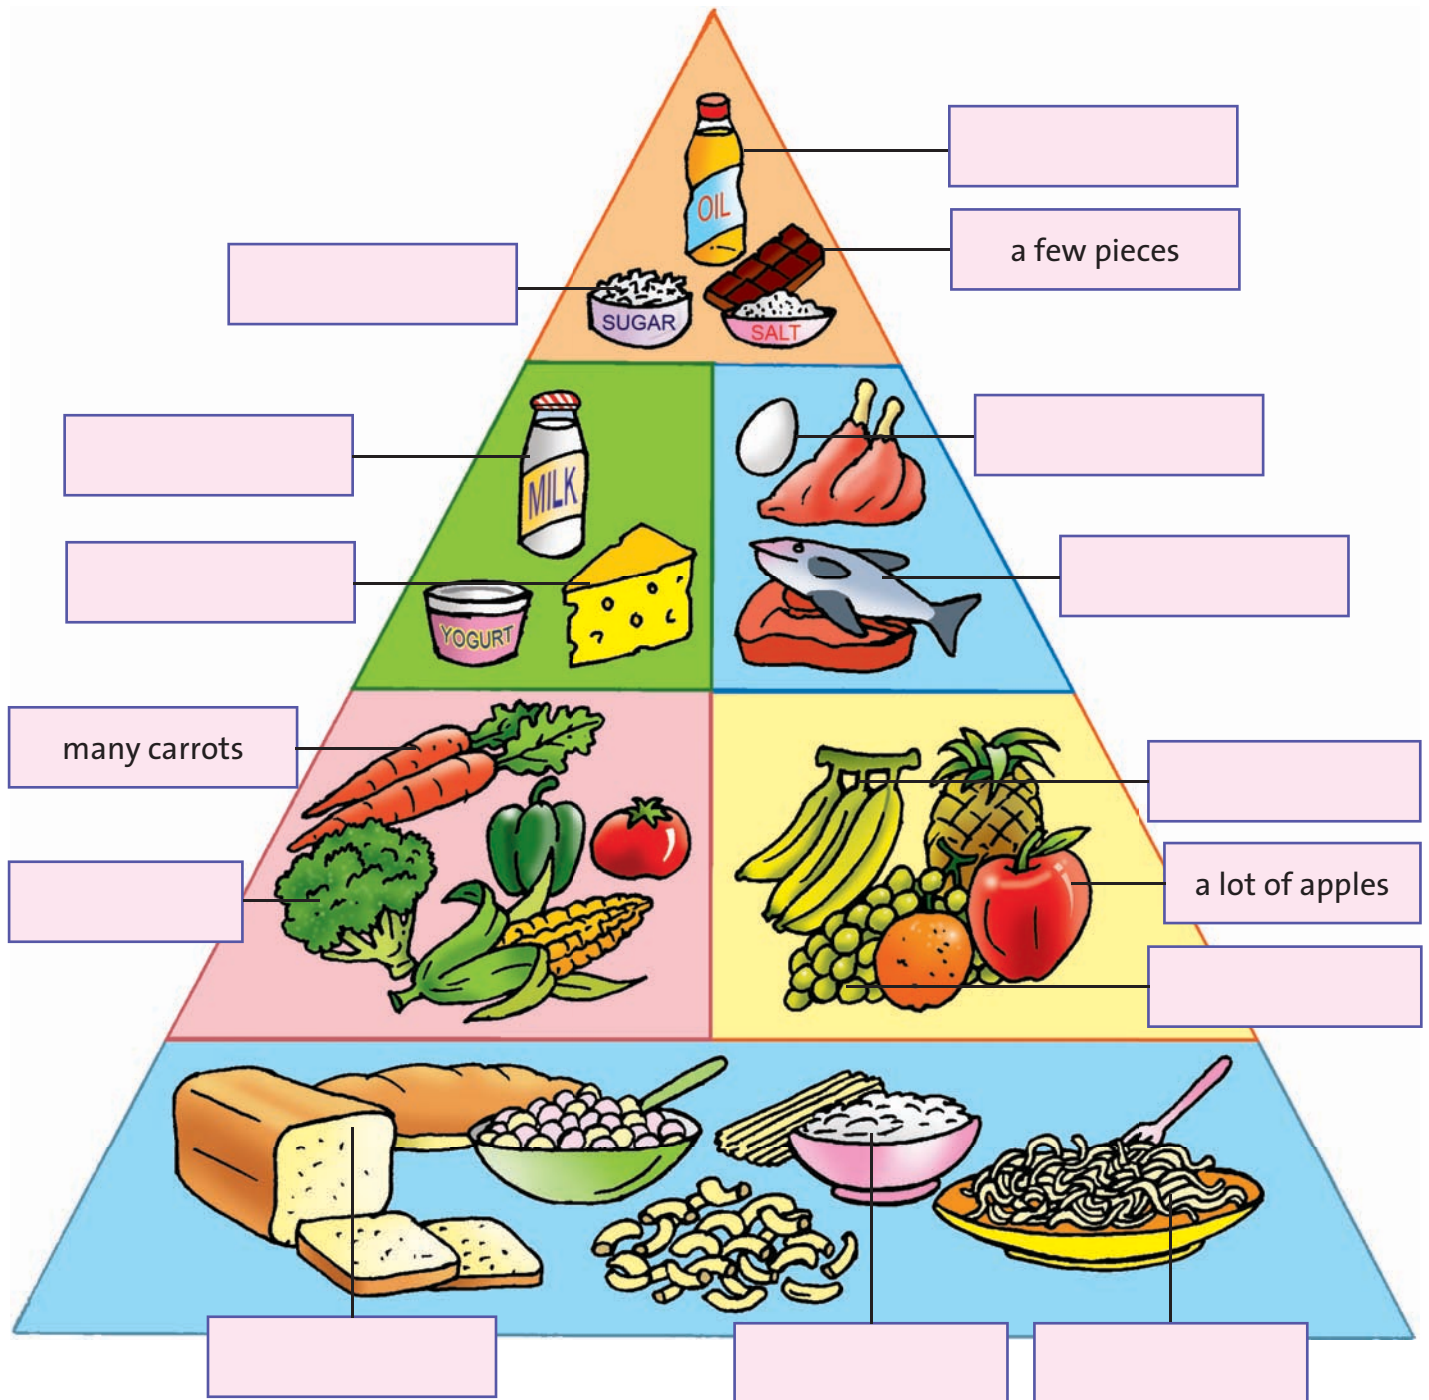 OIL
a few pieces
SUGAR
SALT
MILK
YOGURT
many carrots
a lot of apples